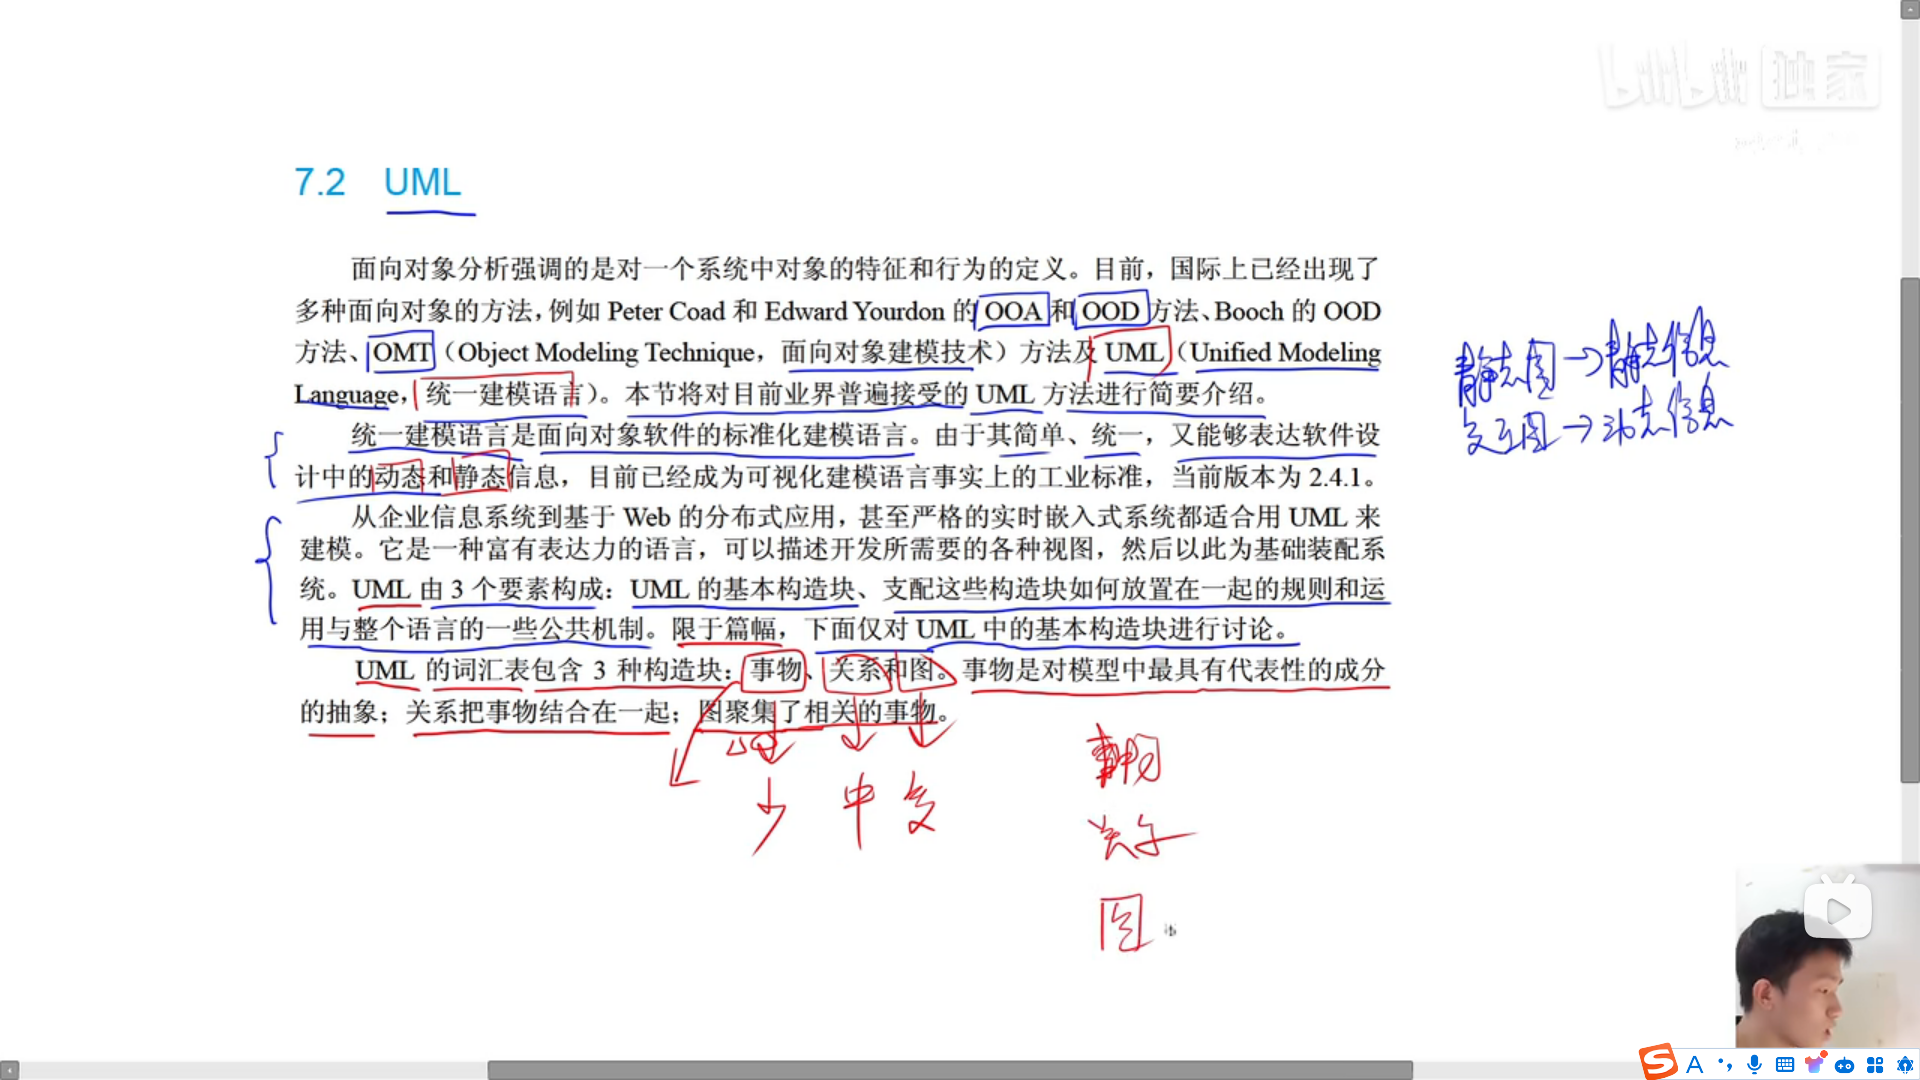 bilibili 独家
7.2 UML
面向对象分析强调的是对一个系统中对象的特征和行为的定义。目前，国际上已经出现了
多种面向对象的方法，例如 Peter Coad 和 Edward Yourdon 的 OOA 和 OOD 方法、Booch 的 OOD
方法、OMT（Object Modeling Technique，面向对象建模技术）方法及 UML（Unified Modeling
Language，统一建模语言）。本节将对目前业界普遍接受的 UML 方法进行简要介绍。
统一建模语言是面向对象软件的标准化建模语言。由于其简单、统一，又能够表达软件设
计中的动态和静态信息，目前已经成为可视化建模语言事实上的工业标准，当前版本为 2.4.1。
从企业信息系统到基于 Web 的分布式应用，甚至严格的实时嵌入式系统都适合用 UML 来
建模。它是一种富有表达力的语言，可以描述开发所需要的各种视图，然后以此为基础装配系
统。UML 由 3 个要素构成：UML 的基本构造块、支配这些构造块如何放置在一起的规则和运
用与整个语言的一些公共机制。限于篇幅，下面仅对 UML 中的基本构造块进行讨论。
UML 的词汇表包含 3 种构造块：事物、关系和图。事物是对模型中最具有代表性的成分
的抽象；关系把事物结合在一起；图聚集了相关的事物。
静态图→静态信息
交互图→动态信息
少 中 多
事物
关系
图
A